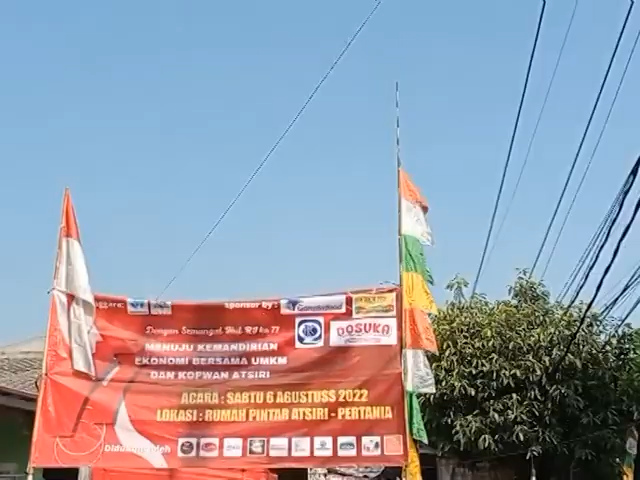 sponsor by :
Dengan Semangat Hut RI ke 77
DOSUKA
MENUJU KEMANDIRIAN
EKONOMI BERSAMA UMKM
DAN KOPWAN ATSIRI
ACARA : SABTU 6 AGUSTUSS 2022
LOKASI : RUMAH PINTAR ATSIRI - PERTANIA
Didukung oleh